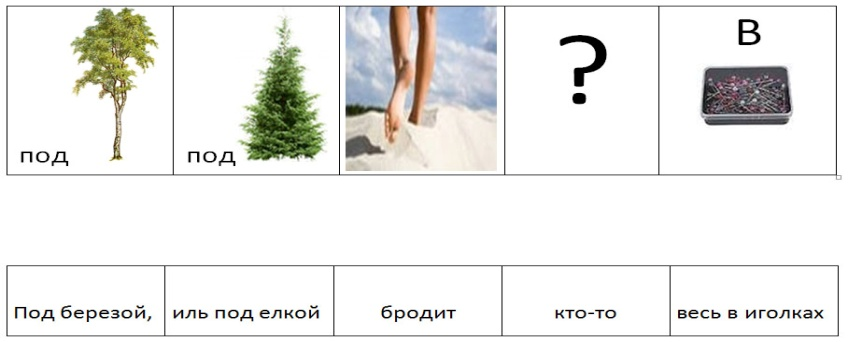 под
под
?
В
Под березой,
иль под елкой
бродит
кто-то
весь в иголках